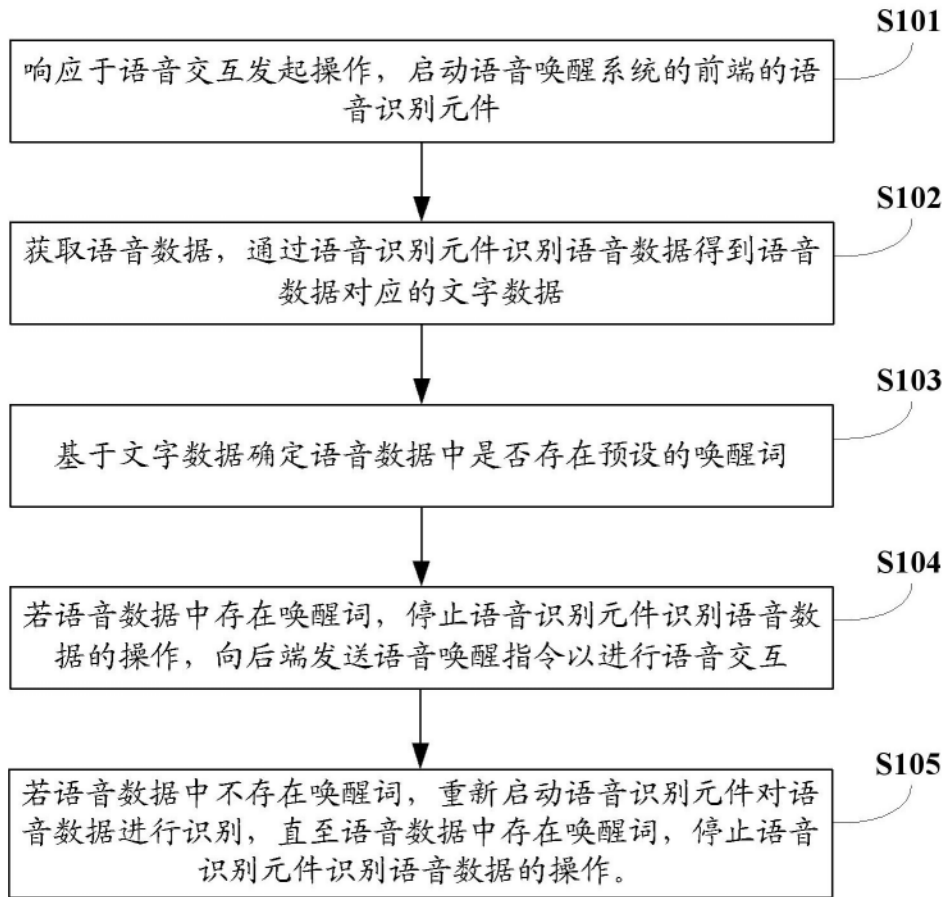 S101
响应于语音交互发起操作，启动语音唤醒系统的前端的语
音识别元件
S102
获取语音数据，通过语音识别元件识别语音数据得到语音
数据对应的文字数据
S103
基于文字数据确定语音数据中是否存在预设的唤醒词
S104
若语音数据中存在唤醒词，停止语音识别元件识别语音数
据的操作，向后端发送语音唤醒指令以进行语音交互
S105
若语音数据中不存在唤醒词，重新启动语音识别元件对语
音数据进行识别，直至语音数据中存在唤醒词，停止语音
识别元件识别语音数据的操作。